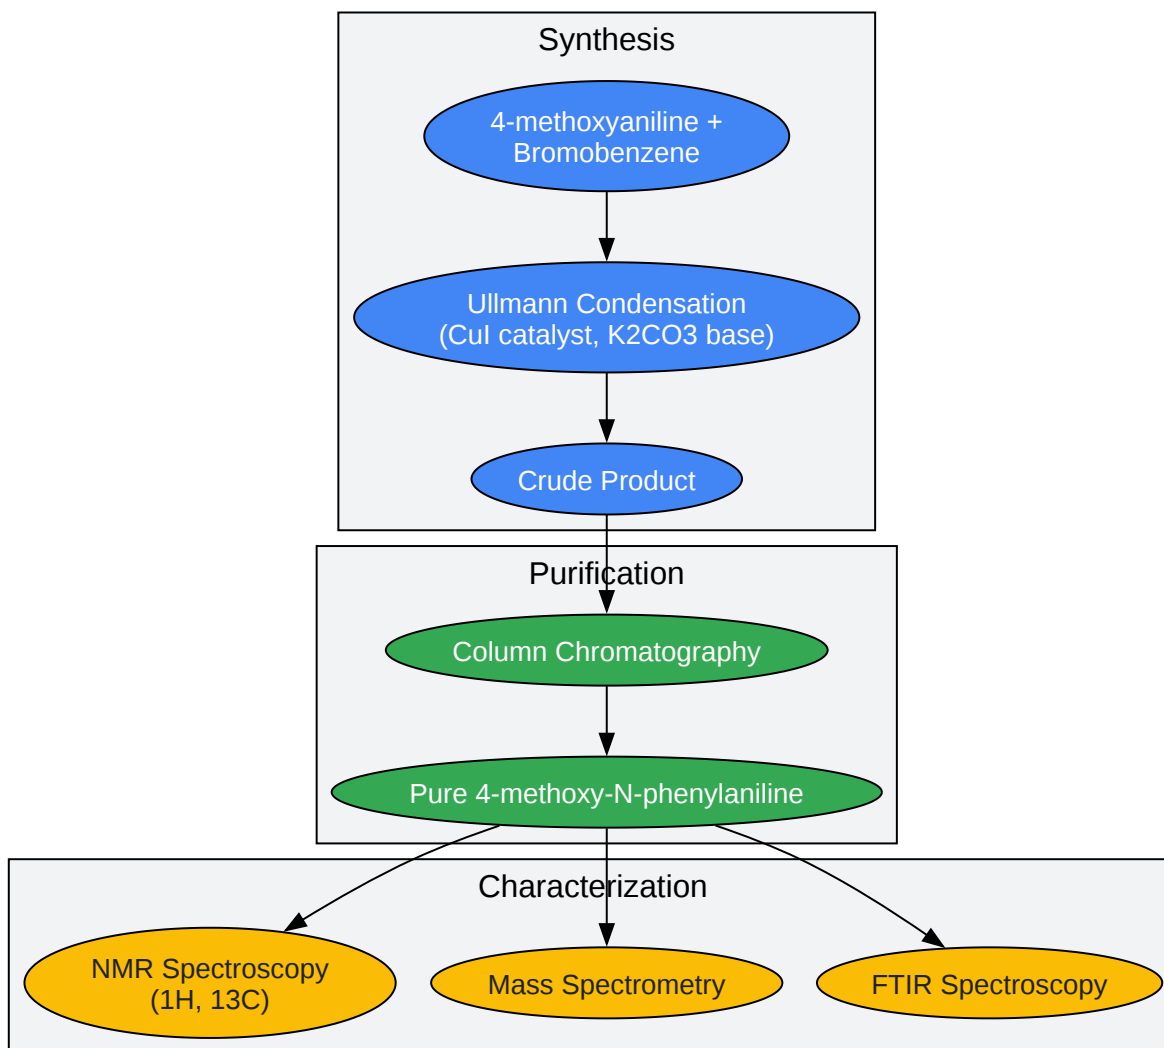 Synthesis
4-methoxyaniline +
Bromobenzene
Ullmann Condensation
(CuI catalyst, K2CO3 base)
Crude Product
Purification
Column Chromatography
Pure 4-methoxy-N-phenylaniline
Characterization
NMR Spectroscopy
(1H, 13C)
Mass Spectrometry
FTIR Spectroscopy